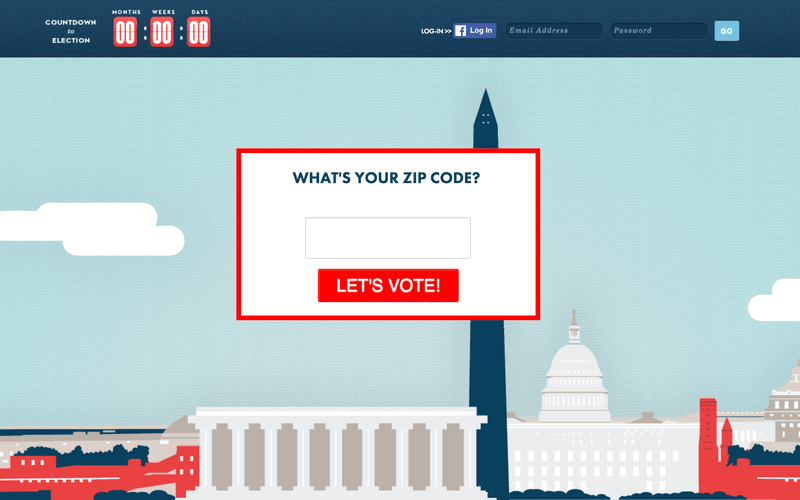 COUNTDOWN
to
ELECTION
MONTHS WEEKS DAYS
00 : 00 : 00
LOG-IN >>
f Log In
Email Address
Password
GO
WHAT'S YOUR ZIP CODE?
LET'S VOTE!